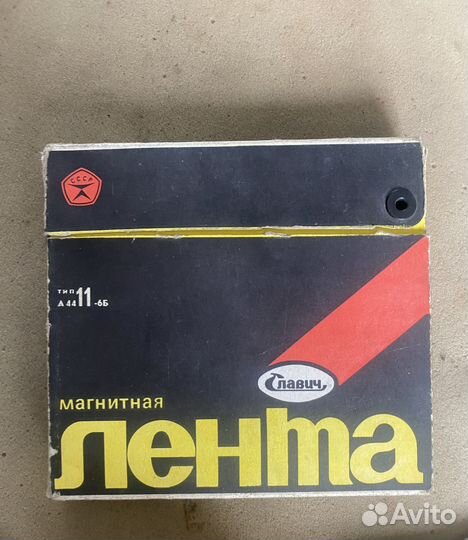 СССР
тип
А 4411-6Б
Славич
магнитная
лента
Avito